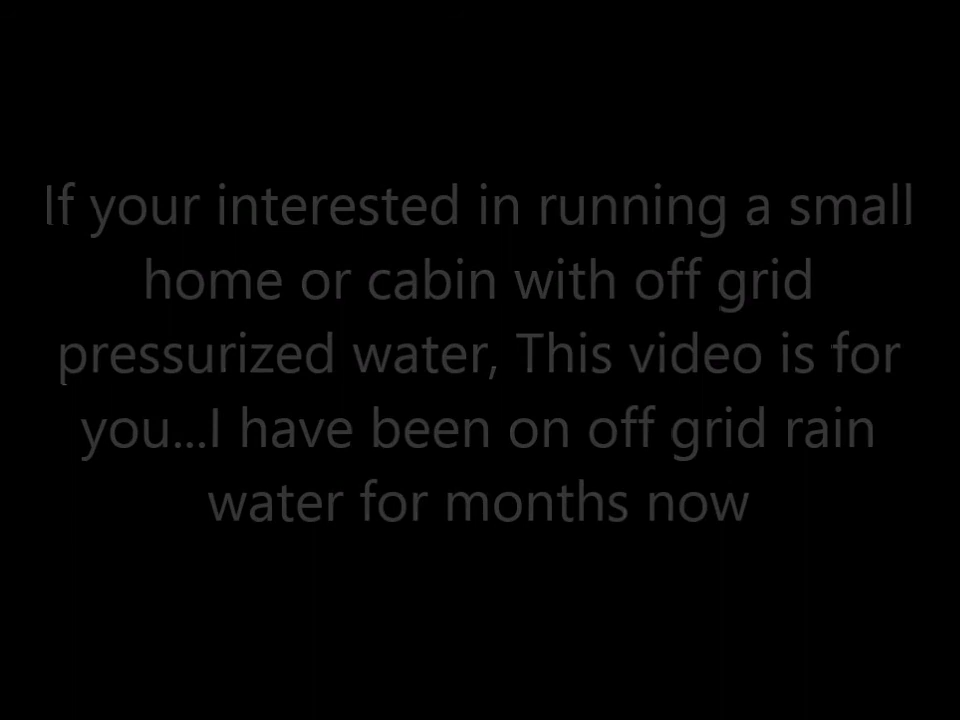 If your interested in running a small
home or cabin with off grid
pressurized water, This video is for
you...I have been on off grid rain
water for months now